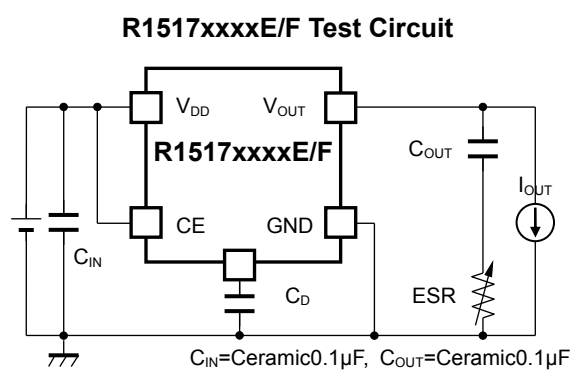 R1517xxxxE/F Test Circuit
VDD VOUT
R1517xxxxE/F
COUT
IOUT
CE GND
CIN
CD
ESR
CIN=Ceramic0.1μF, COUT=Ceramic0.1μF